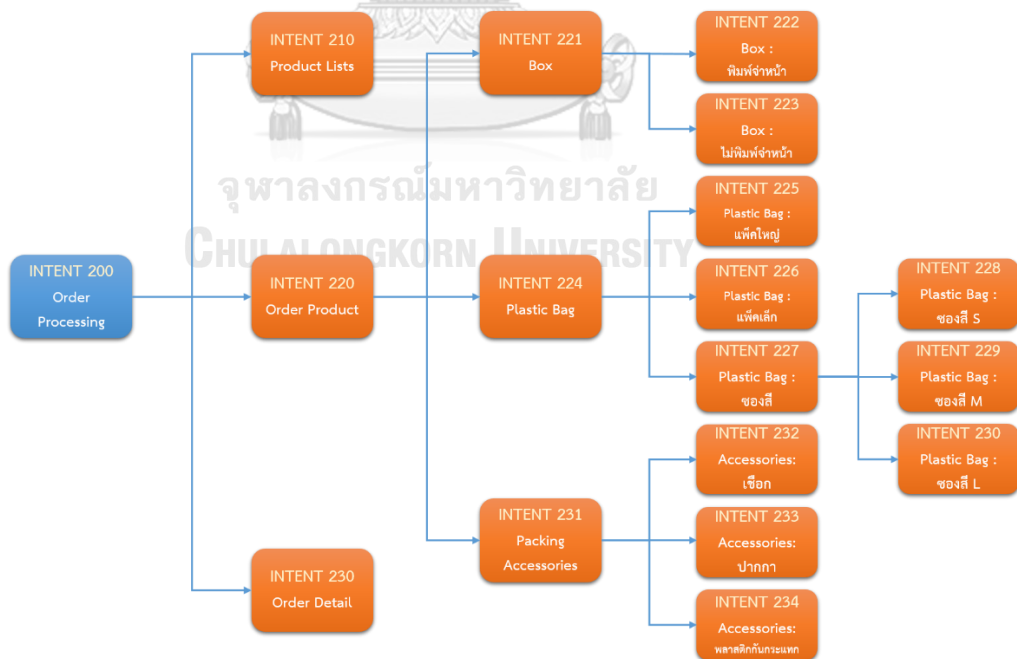 INTENT 210
Product Lists
INTENT 221
Box
INTENT 222
Box :
พิมพ์จ่าหน้า
INTENT 223
Box :
ไม่พิมพ์จ่าหน้า
จุฬาลงกรณ์มหาวิทยาลัย
CHULALONGKORN UNIVERSITY
INTENT 225
Plastic Bag :
แพ็คใหญ่
INTENT 200
Order
Processing
INTENT 220
Order Product
INTENT 224
Plastic Bag
INTENT 226
Plastic Bag :
แพ็คเล็ก
INTENT 228
Plastic Bag :
ซองสี S
INTENT 227
Plastic Bag :
ซองสี
INTENT 229
Plastic Bag :
ซองสี M
INTENT 232
Accessories:
เชือก
INTENT 230
Plastic Bag :
ซองสี L
INTENT 231
Packing
Accessories
INTENT 233
Accessories:
ปากกา
INTENT 230
Order Detail
INTENT 234
Accessories:
พลาสติกกันกระแทก